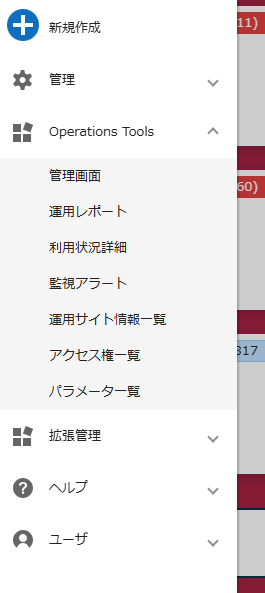 新規作成
管理
Operations Tools
管理画面
運用レポート
利用状況詳細
監視アラート
運用サイト情報一覧
アクセス権一覧
パラメータ一覧
拡張管理
ヘルプ
ユーザ
60)
317